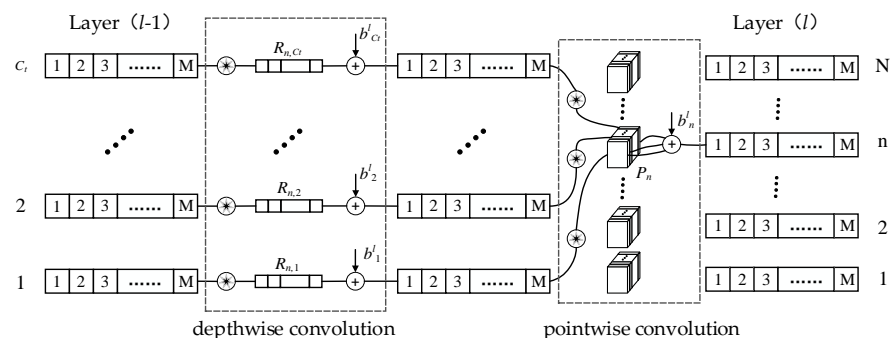 Layer（l-1） Layer（l）
C_t 1 2 3 ...... M R_{n,Ct} b^l_{Ct} 1 2 3 ...... M 1 2 3 ...... M N
b^l_n
P_n 1 2 3 ...... M n
2 1 2 3 ...... M R_{n,2} b^l_2 1 2 3 ...... M 1 2 3 ...... M 2
1 1 2 3 ...... M R_{n,1} b^l_1 1 2 3 ...... M 1 2 3 ...... M 1
depthwise convolution pointwise convolution